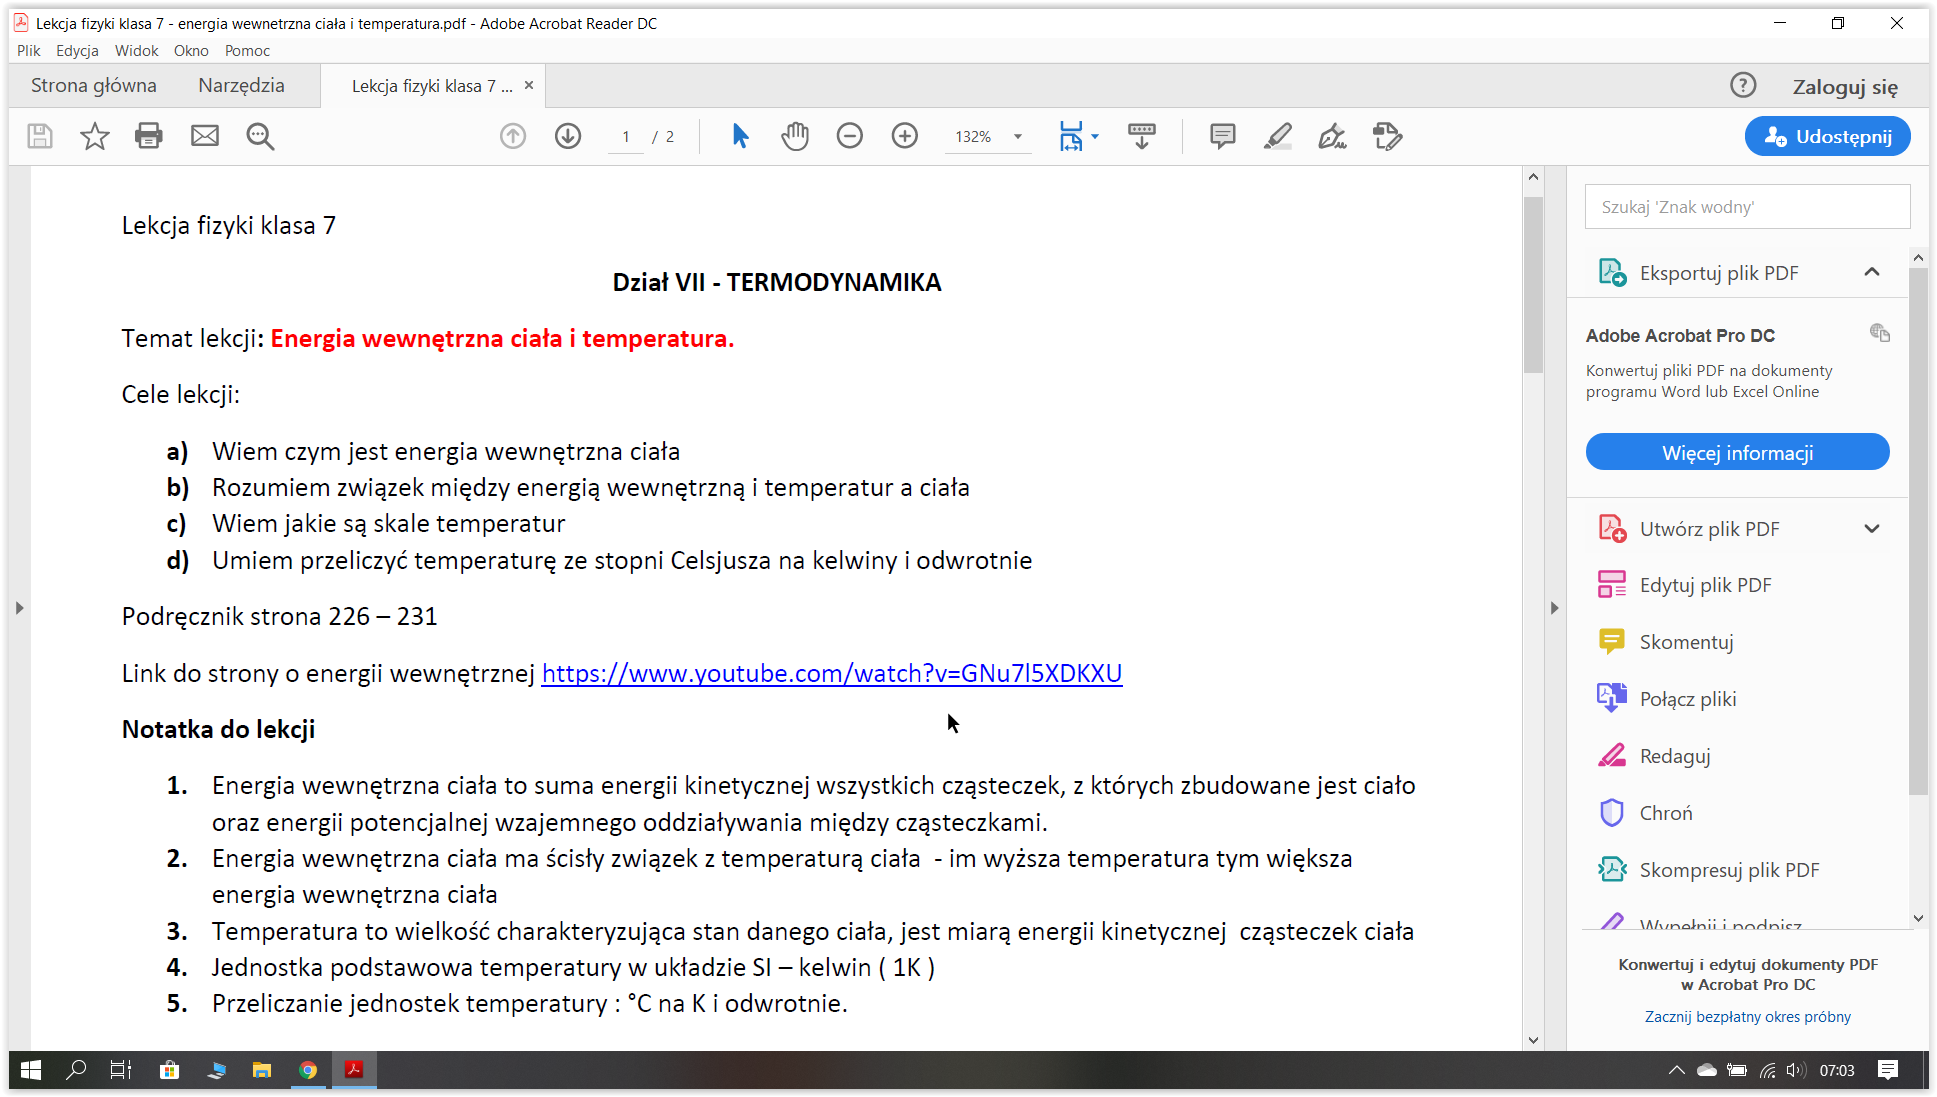 Lekcja fizyki klasa 7 - energia wewnetrzna ciała i temperatura.pdf - Adobe Acrobat Reader DC
Plik Edycja Widok Okno Pomoc
Strona główna Narzędzia Lekcja fizyki klasa 7 ... × ? Zaloguj się
1 / 2 132% Udostępnij
Lekcja fizyki klasa 7
Dział VII - TERMODYNAMIKA
Temat lekcji: Energia wewnętrzna ciała i temperatura.
Cele lekcji:
a) Wiem czym jest energia wewnętrzna ciała
b) Rozumiem związek między energią wewnętrzną i temperatur a ciała
c) Wiem jakie są skale temperatur
d) Umiem przeliczyć temperaturę ze stopni Celsjusza na kelwiny i odwrotnie
Podręcznik strona 226 – 231
Link do strony o energii wewnętrznej https://www.youtube.com/watch?v=GNu7l5XDKXU
Notatka do lekcji
1. Energia wewnętrzna ciała to suma energii kinetycznej wszystkich cząsteczek, z których zbudowane jest ciało
oraz energii potencjalnej wzajemnego oddziaływania między cząsteczkami.
2. Energia wewnętrzna ciała ma ścisły związek z temperaturą ciała - im wyższa temperatura tym większa
energia wewnętrzna ciała
3. Temperatura to wielkość charakteryzująca stan danego ciała, jest miarą energii kinetycznej cząsteczek ciała
4. Jednostka podstawowa temperatury w układzie SI – kelwin ( 1K )
5. Przeliczanie jednostek temperatury : °C na K i odwrotnie.
Szukaj 'Znak wodny'
Eksportuj plik PDF
Adobe Acrobat Pro DC
Konwertuj pliki PDF na dokumenty
programu Word lub Excel Online
Więcej informacji
Utwórz plik PDF
Edytuj plik PDF
Skomentuj
Połącz pliki
Redaguj
Chroń
Skompresuj plik PDF
Wypełnij i podpisz
Konwertuj i edytuj dokumenty PDF
w Acrobat Pro DC
Zacznij bezpłatny okres próbny
07:03